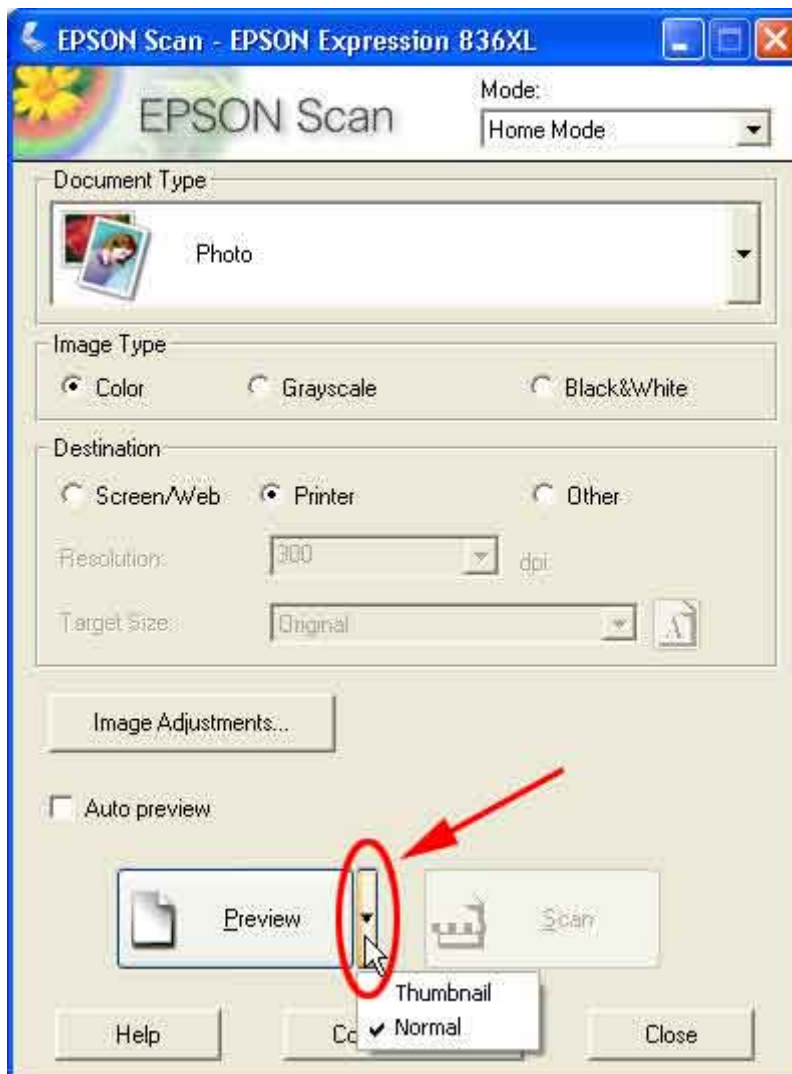 EPSON Scan - EPSON Expression 836XL
EPSON Scan
Mode:
Home Mode
Document Type
Photo
Image Type
Color Grayscale Black&White
Destination
Screen/Web Printer Other
Resolution: 300 dpi
Target Size: Original
A
Image Adjustments...
Auto preview
Preview Scan
Thumbnail
Normal
Help Co Close